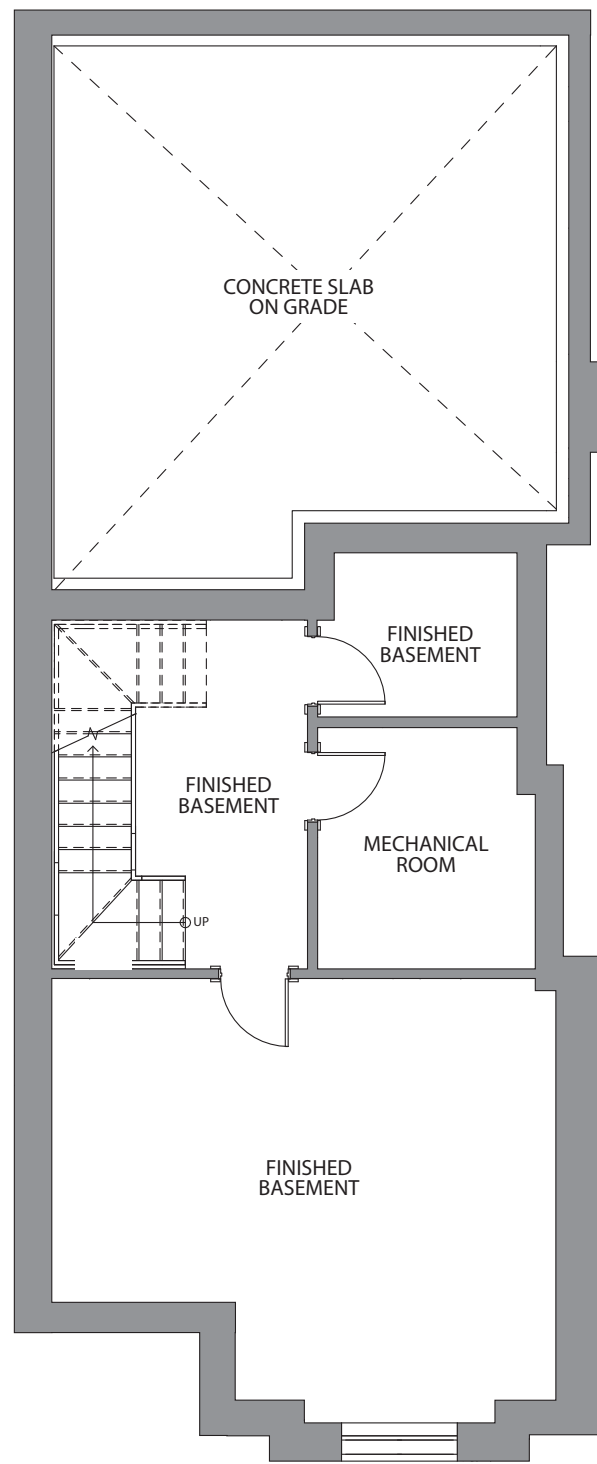 CONCRETE SLAB
ON GRADE
FINISHED
BASEMENT
FINISHED
BASEMENT
MECHANICAL
ROOM
UP
FINISHED
BASEMENT